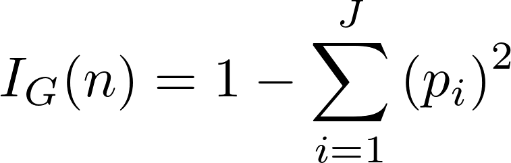 I_G(n) = 1 - \sum_{i=1}^{J} (p_i)^2